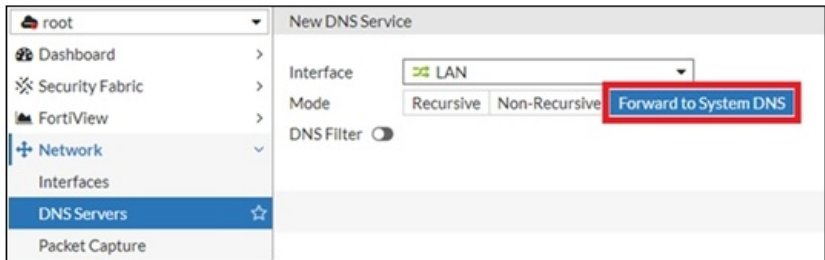 root
New DNS Service
Dashboard
Security Fabric
FortiView
Network
Interfaces
DNS Servers
Packet Capture
Interface
LAN
Mode
Recursive
Non-Recursive
Forward to System DNS
DNS Filter